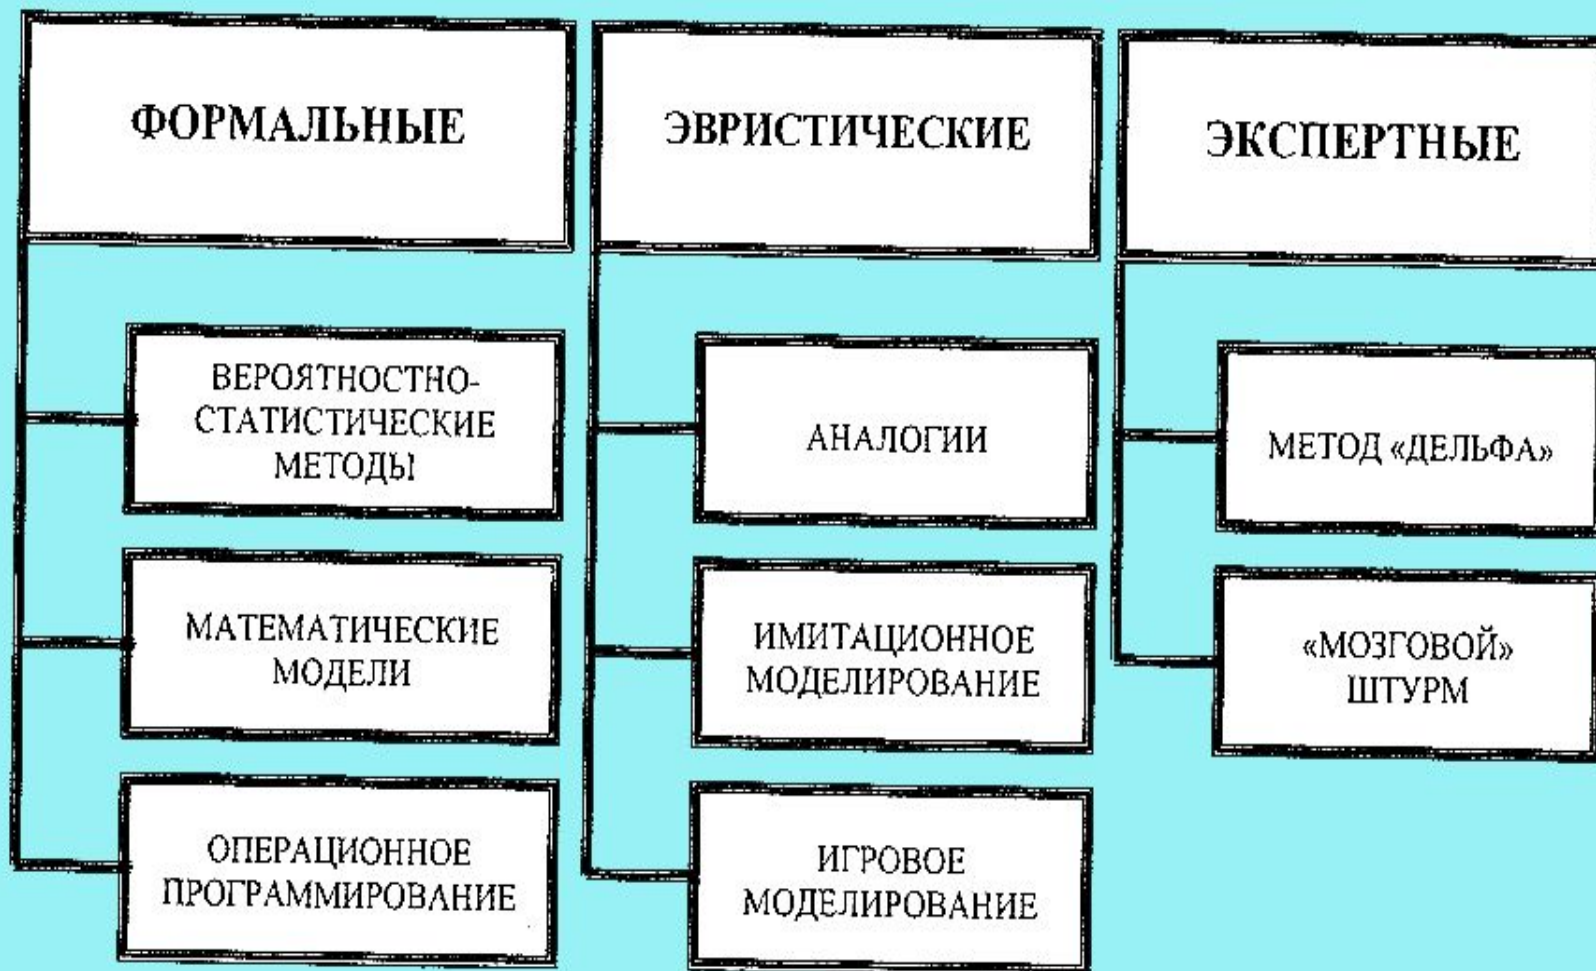 ФОРМАЛЬНЫЕ
ВЕРОЯТНОСТНО-
СТАТИСТИЧЕСКИЕ
МЕТОДЫ
МАТЕМАТИЧЕСКИЕ
МОДЕЛИ
ОПЕРАЦИОННОЕ
ПРОГРАММИРОВАНИЕ
ЭВРИСТИЧЕСКИЕ
АНАЛОГИИ
ИМИТАЦИОННОЕ
МОДЕЛИРОВАНИЕ
ИГРОВОЕ
МОДЕЛИРОВАНИЕ
ЭКСПЕРТНЫЕ
МЕТОД «ДЕЛЬФА»
«МОЗГОВОЙ»
ШТУРМ